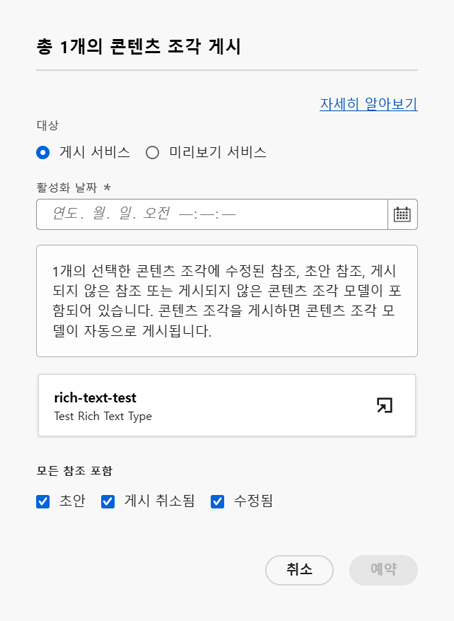 총 1개의 콘텐츠 조각 게시
자세히 알아보기
대상
게시 서비스 미리보기 서비스
활성화 날짜 *
연도. 월. 일. 오전 —:—:—
1개의 선택한 콘텐츠 조각에 수정된 참조, 초안 참조, 게시
되지 않은 참조 또는 게시되지 않은 콘텐츠 조각 모델이 포
함되어 있습니다. 콘텐츠 조각을 게시하면 콘텐츠 조각 모
델이 자동으로 게시됩니다.
rich-text-test
Test Rich Text Type
모든 참조 포함
초안 게시 취소됨 수정됨
취소 예약